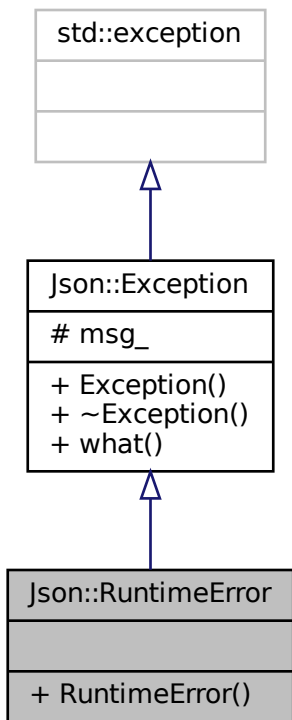 std::exception
Json::Exception
# msg_
+ Exception()
+ ~Exception()
+ what()
Json::RuntimeError
+ RuntimeError()